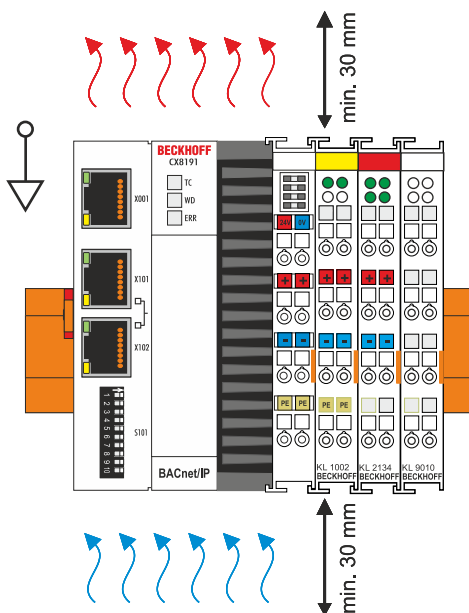 min. 30 mm
BECKHOFF
CX8191
TC
WD
ERR
X001
X101
X102
S101
1 2 3 4 5 6 7 8 9 10
BACnet/IP
24V 0V
+ + + + + +
- - - - - -
PE PE PE PE
KL 1002
BECKHOFF
KL 2134
BECKHOFF
KL 9010
BECKHOFF
min. 30 mm